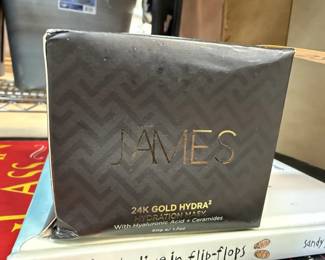 JAMES
24K GOLD HYDRA²
HYDRATION MASK
With Hyaluronic Acid + Ceramides
in flip-flops
sandy